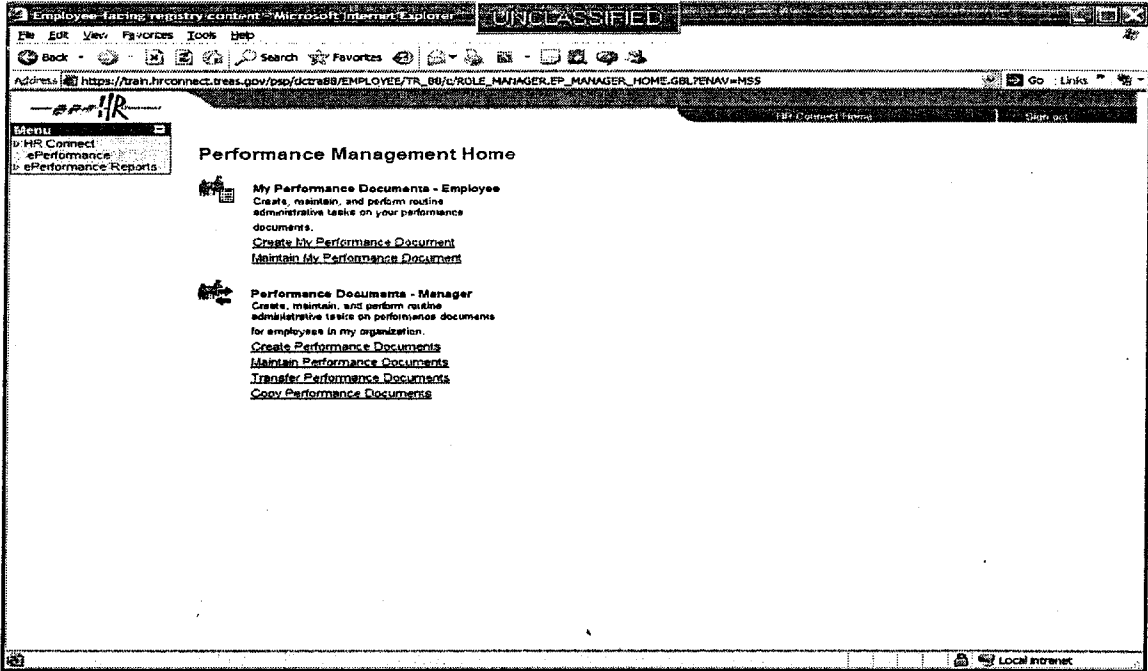 Employee-facing registry content - Microsoft Internet Explorer
UNCLASSIFIED
File Edit View Favorites Tools Help
Back Search Favorites
Address https://train.hrconnect.treas.gov/psp/dctra88/EMPLOYEE/TR_88/c/ROLE_MANAGER.EP_MANAGER_HOME.GBL?ENAV=MSS Go Links
HR
HR Connect Home Sign out
Menu
HR Connect
ePerformance
ePerformance Reports
Performance Management Home
My Performance Documents - Employee
Create, maintain, and perform routine
administrative tasks on your performance
documents.
Create My Performance Document
Maintain My Performance Document
Performance Documents - Manager
Create, maintain, and perform routine
administrative tasks on performance documents
for employees in my organization.
Create Performance Documents
Maintain Performance Documents
Transfer Performance Documents
Copy Performance Documents
Local intranet